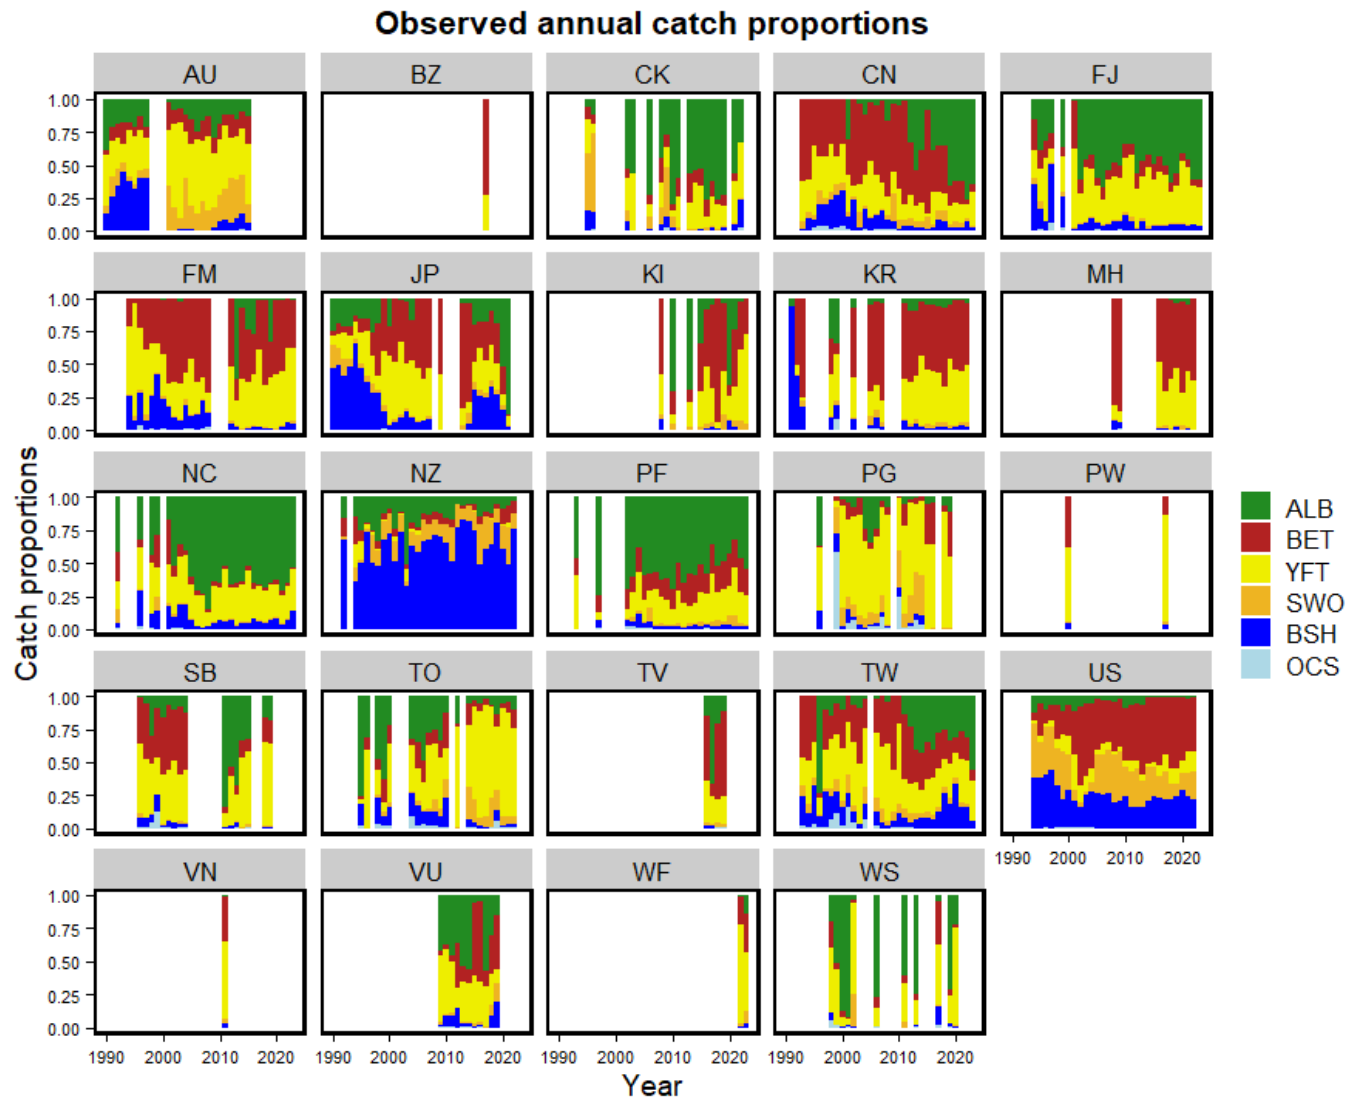 Observed annual catch proportions
AU BZ CK CN FJ
1.00
0.75
0.50
0.25
0.00
FM JP KI KR MH
1.00
0.75
0.50
0.25
0.00
NC NZ PF PG PW
1.00
0.75
0.50
0.25
0.00
SB TO TV TW US
1.00
0.75
0.50
0.25
0.00
1990 2000 2010 2020
VN VU WF WS
1.00
0.75
0.50
0.25
0.00
1990 2000 2010 2020 1990 2000 2010 2020 1990 2000 2010 2020 1990 2000 2010 2020
Year
Catch proportions
ALB
BET
YFT
SWO
BSH
OCS